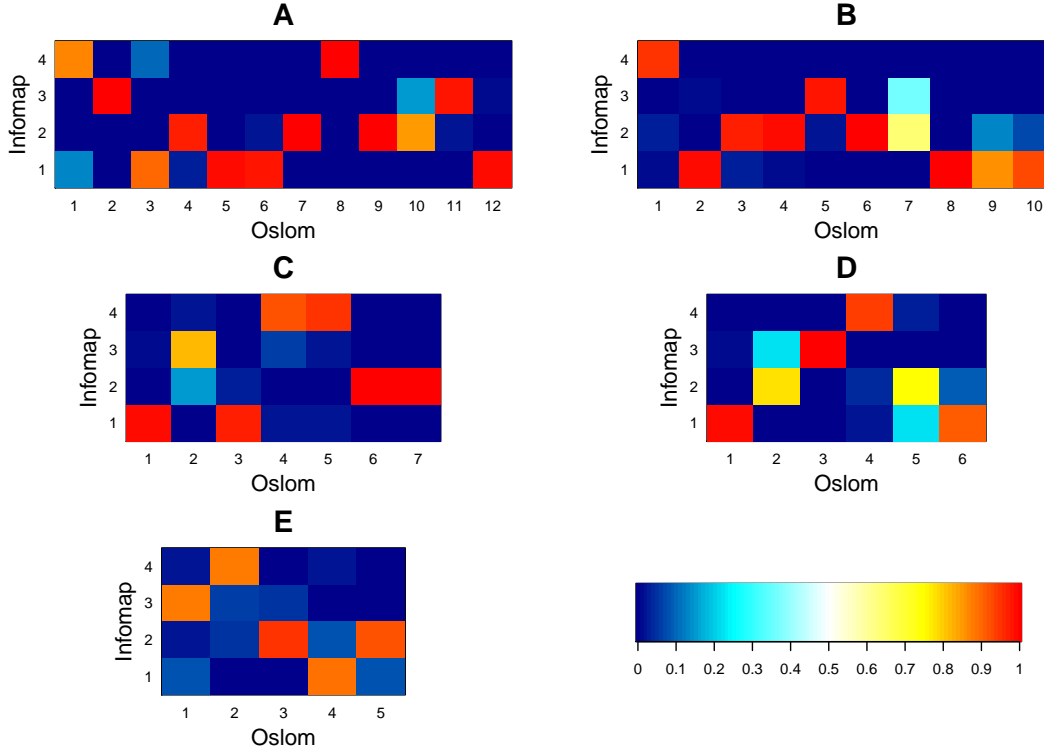 A
B
Infomap
4
3
2
1
1 2 3 4 5 6 7 8 9 10 11 12
Oslom
Infomap
4
3
2
1
1 2 3 4 5 6 7 8 9 10
Oslom
C
D
Infomap
4
3
2
1
1 2 3 4 5 6 7
Oslom
Infomap
4
3
2
1
1 2 3 4 5 6
Oslom
E
Infomap
4
3
2
1
1 2 3 4 5
Oslom
0 0.1 0.2 0.3 0.4 0.5 0.6 0.7 0.8 0.9 1